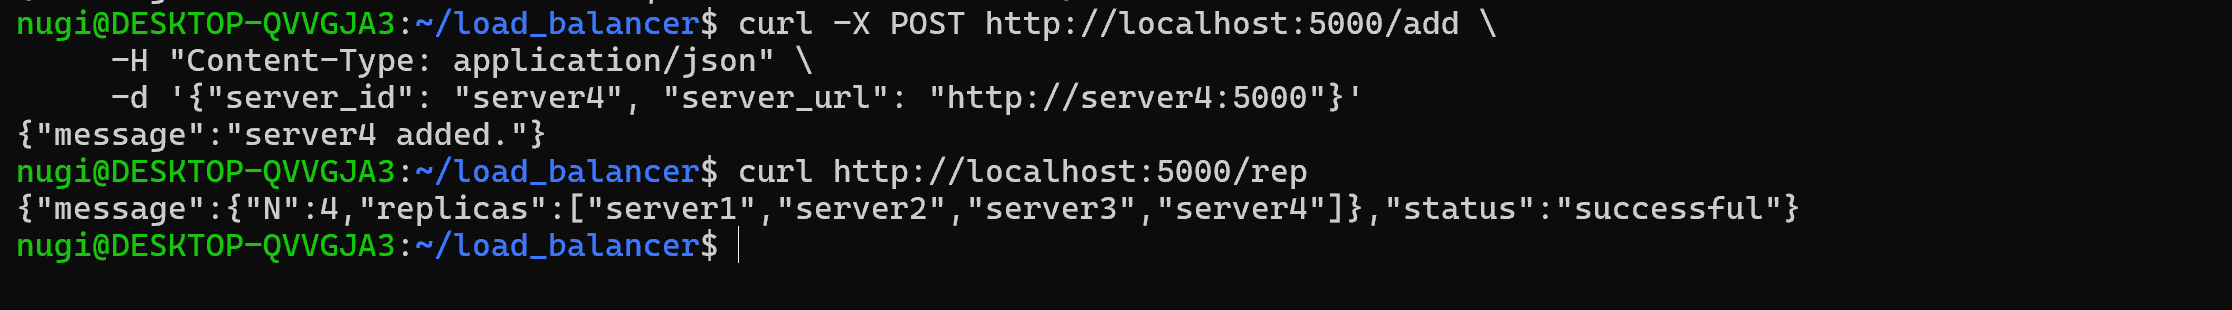 nugi@DESKTOP-QVVGJA3:~/load_balancer$ curl -X POST http://localhost:5000/add \
     -H "Content-Type: application/json" \
     -d '{"server_id": "server4", "server_url": "http://server4:5000"}'
{"message":"server4 added."}
nugi@DESKTOP-QVVGJA3:~/load_balancer$ curl http://localhost:5000/rep
{"message":{"N":4,"replicas":["server1","server2","server3","server4"]},"status":"successful"}
nugi@DESKTOP-QVVGJA3:~/load_balancer$